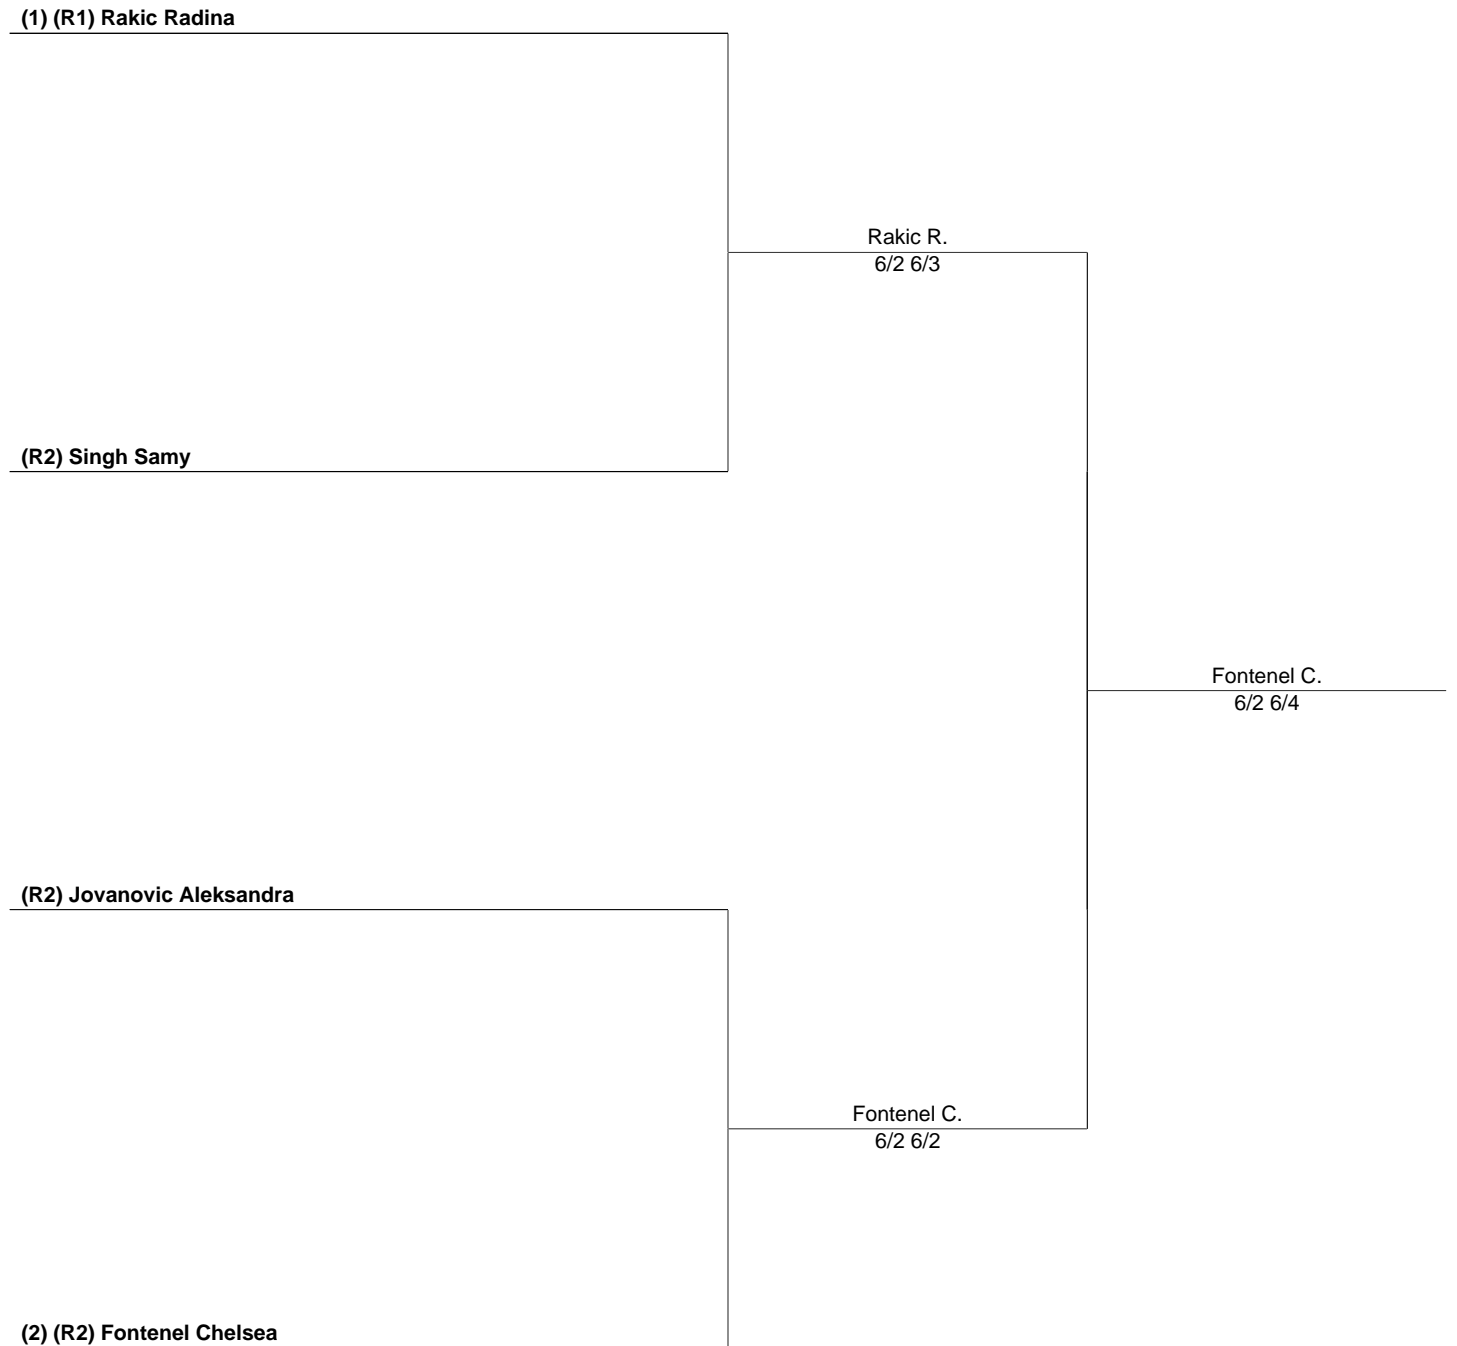 (1) (R1) Rakic Radina
Rakic R.
6/2 6/3
(R2) Singh Samy
Fontenel C.
6/2 6/4
(R2) Jovanovic Aleksandra
Fontenel C.
6/2 6/2
(2) (R2) Fontenel Chelsea